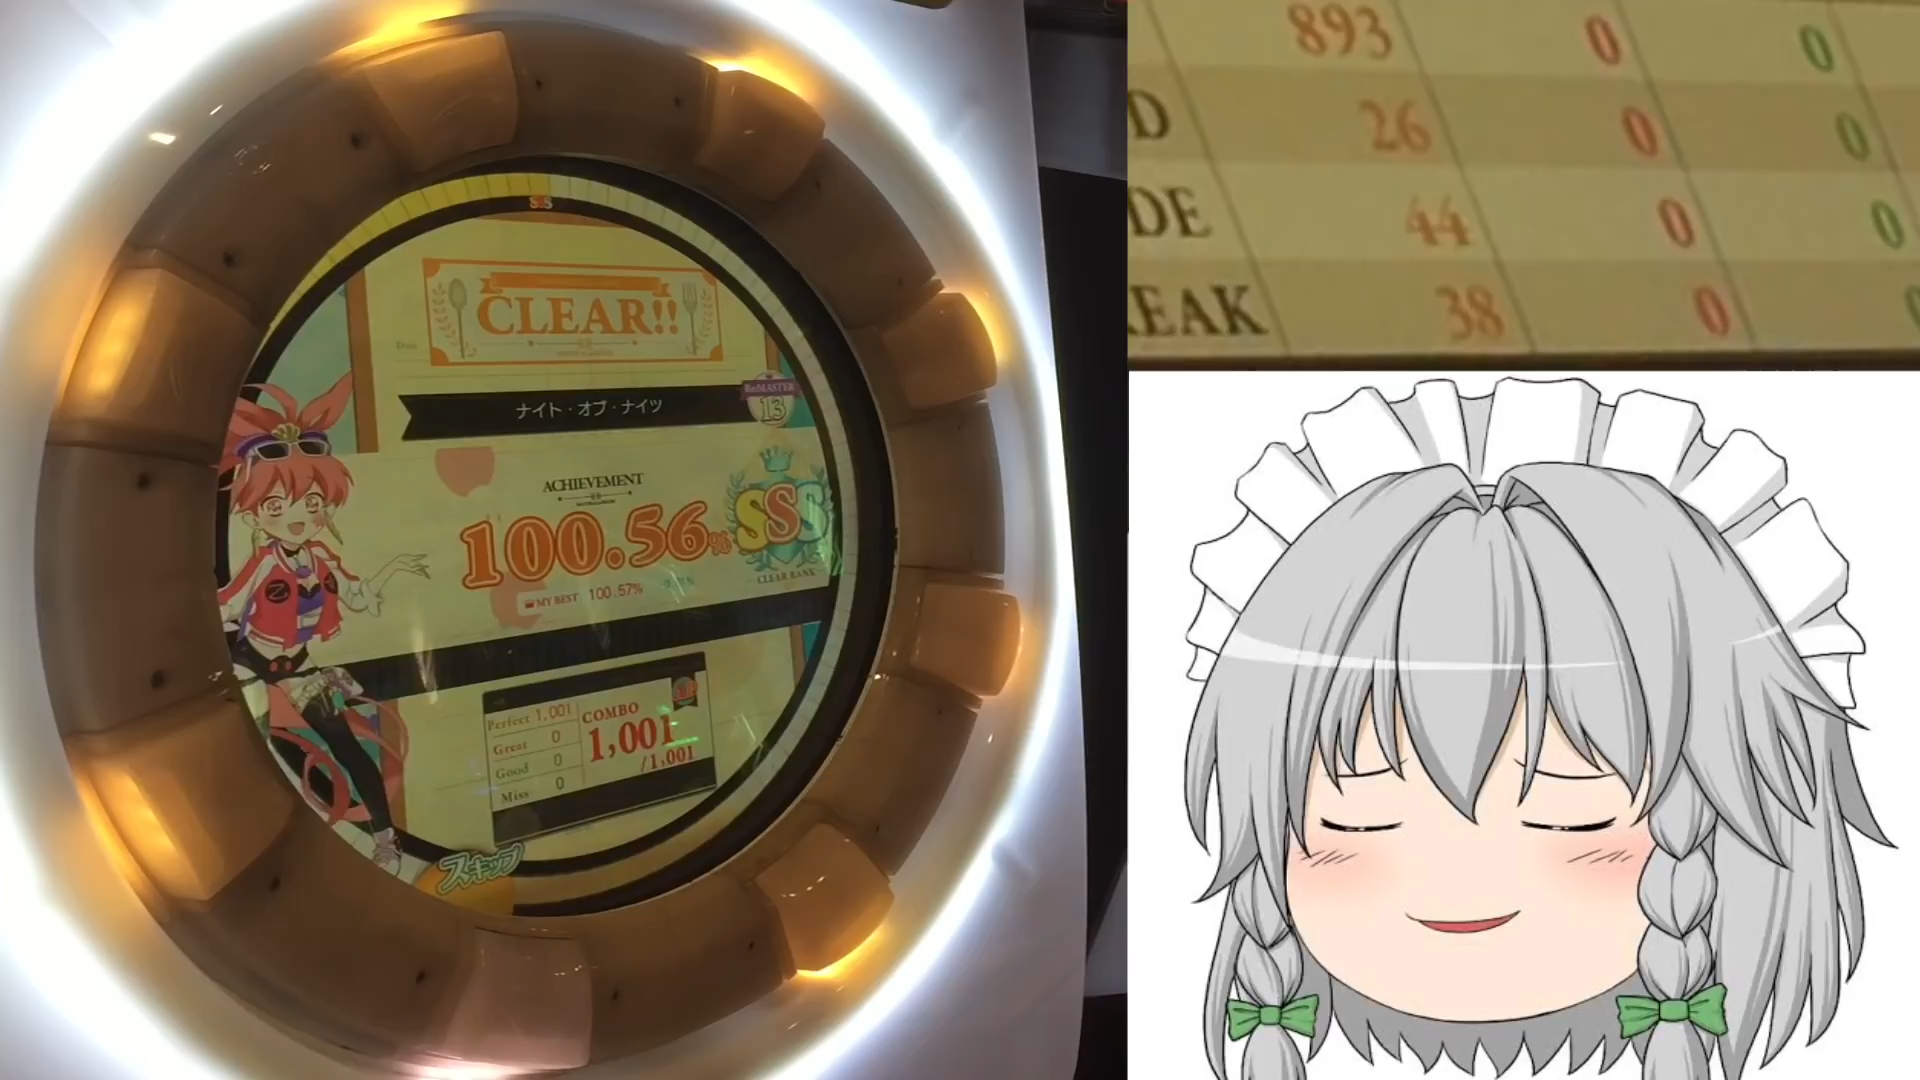 SSS
CLEAR!!
Re:MASTER
ナイト・オブ・ナイツ
13
ACHIEVEMENT
100.56%
SSS
CLEAR RANK
MY BEST 100.57%
Perfect 1,001
Great 0
Good 0
Miss 0
COMBO
1,001
/1,001
スキップ
893 0 0
D 26 0 0
DE 44 0 0
REAK 38 0 0